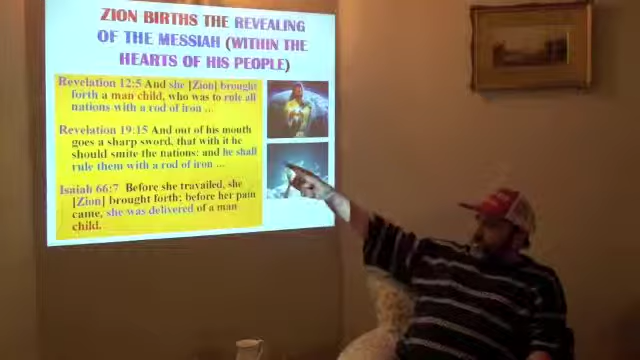 ZION BIRTHS THE REVEALING
OF THE MESSIAH (WITHIN THE
HEARTS OF HIS PEOPLE)
Revelation 12:5 And she [Zion] brought
forth a man child, who was to rule all
nations with a rod of iron ...
Revelation 19:15 And out of his mouth
goes a sharp sword, that with it he
should smite the nations: and he shall
rule them with a rod of iron ...
Isaiah 66:7 Before she travailed, she
[Zion] brought forth; before her pain
came, she was delivered of a man
child.